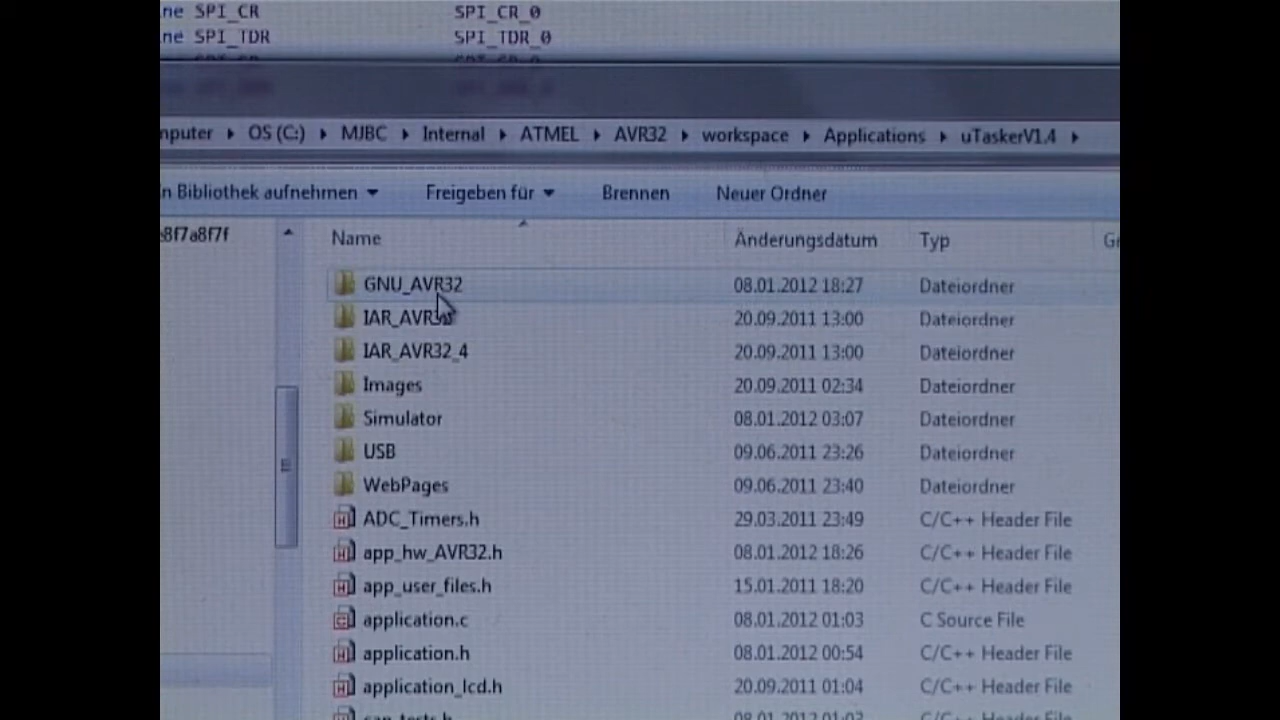 ne SPI_CR SPI_CR_0
ne SPI_TDR SPI_TDR_0
mputer OS (C:) MJBC Internal ATMEL AVR32 workspace Applications uTaskerV1.4
n Bibliothek aufnehmen Freigeben für Brennen Neuer Ordner
e8f7a8f7f
Name Änderungsdatum Typ
GNU_AVR32 08.01.2012 18:27 Dateiordner
20.09.2011 13:00 Dateiordner
IAR_AVR32_4 20.09.2011 13:00 Dateiordner
Images 20.09.2011 02:34 Dateiordner
Simulator 08.01.2012 03:07 Dateiordner
USB 09.06.2011 23:26 Dateiordner
WebPages 09.06.2011 23:40 Dateiordner
ADC_Timers.h 29.03.2011 23:49 C/C++ Header File
app_hw_AVR32.h 08.01.2012 18:26 C/C++ Header File
app_user_files.h 15.01.2011 18:20 C/C++ Header File
application.c 08.01.2012 01:03 C Source File
application.h 08.01.2012 00:54 C/C++ Header File
application_lcd.h 20.09.2011 01:04 C/C++ Header File